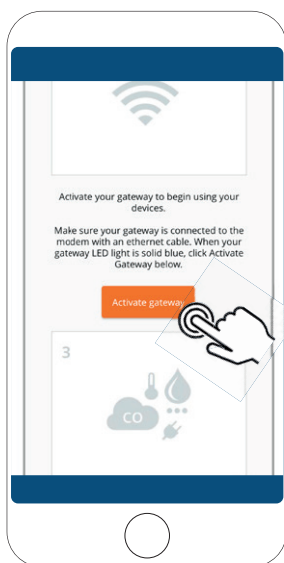 Activate your gateway to begin using your
devices.
Make sure your gateway is connected to the
modem with an ethernet cable. When your
gateway LED light is solid blue, click Activate
Gateway below.
Activate gateway
3
CO